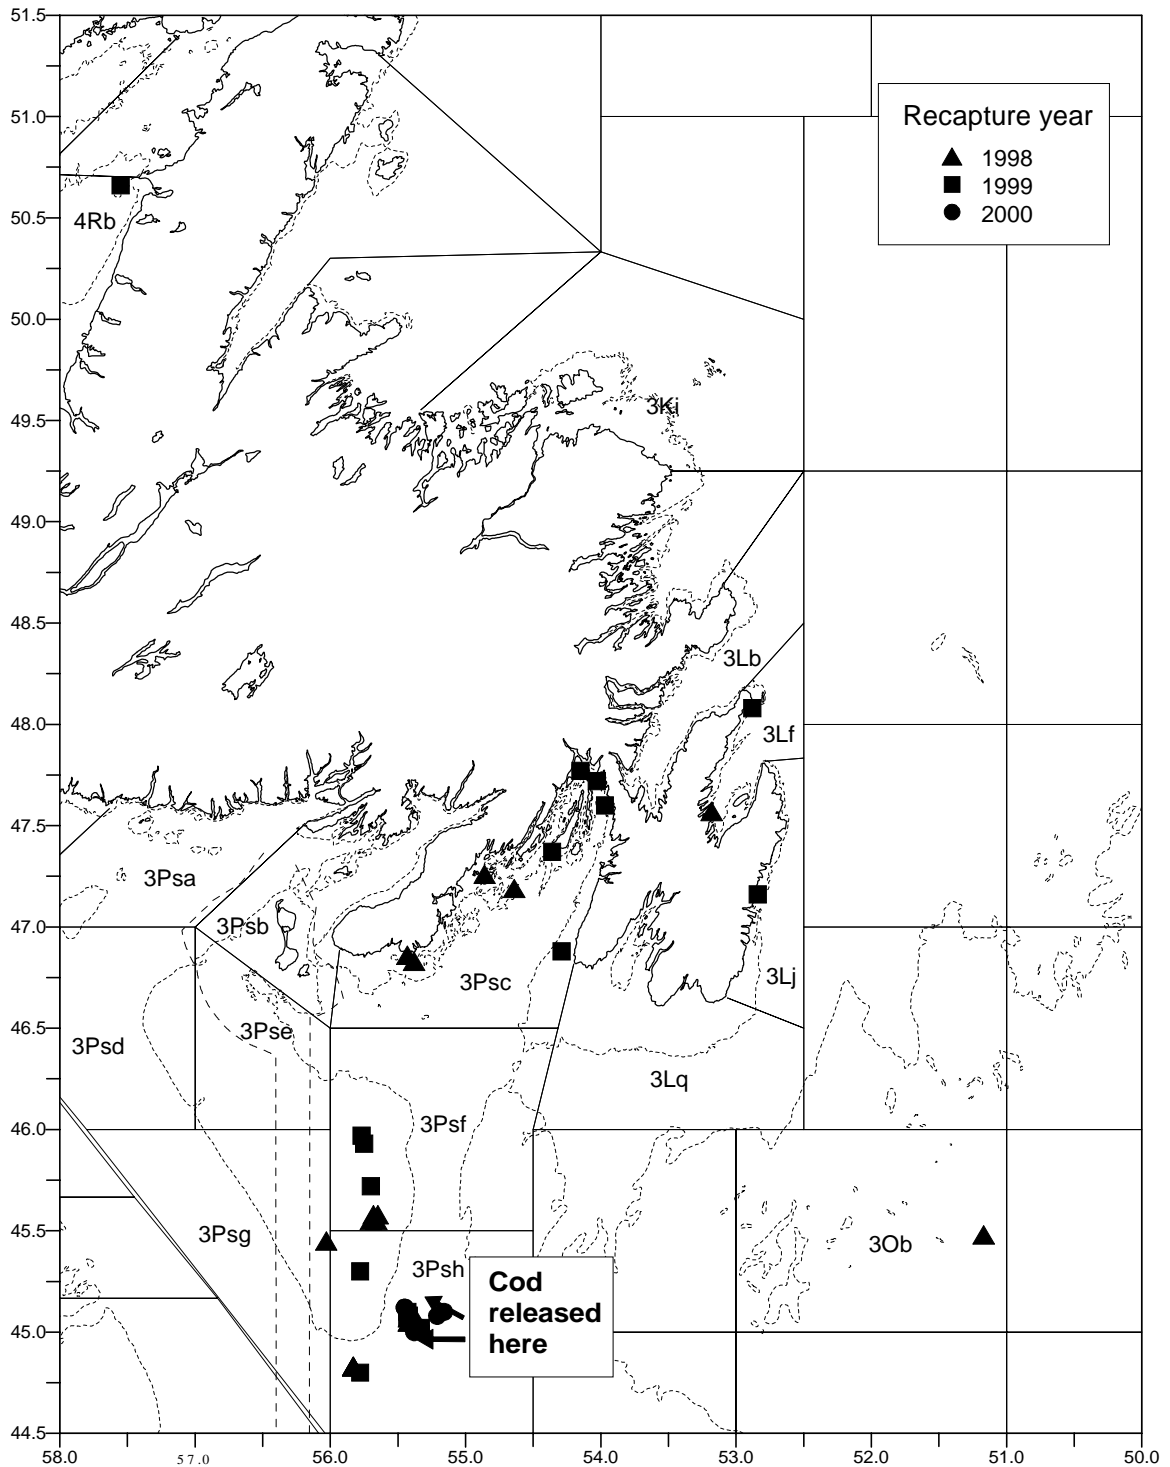 51.5
51.0
Recapture year
1998
1999
2000
50.5
4Rb
50.0
49.5
3Ki
49.0
48.5
3Lb
48.0
3Lf
47.5
3Psa
47.0
3Psb
3Psc
3Lj
46.5
3Psd
3Pse
3Lq
46.0
3Psf
45.5
3Psg
3Ob
3Psh
Cod
released
here
45.0
44.5
58.0 57.0 56.0 55.0 54.0 53.0 52.0 51.0 50.0